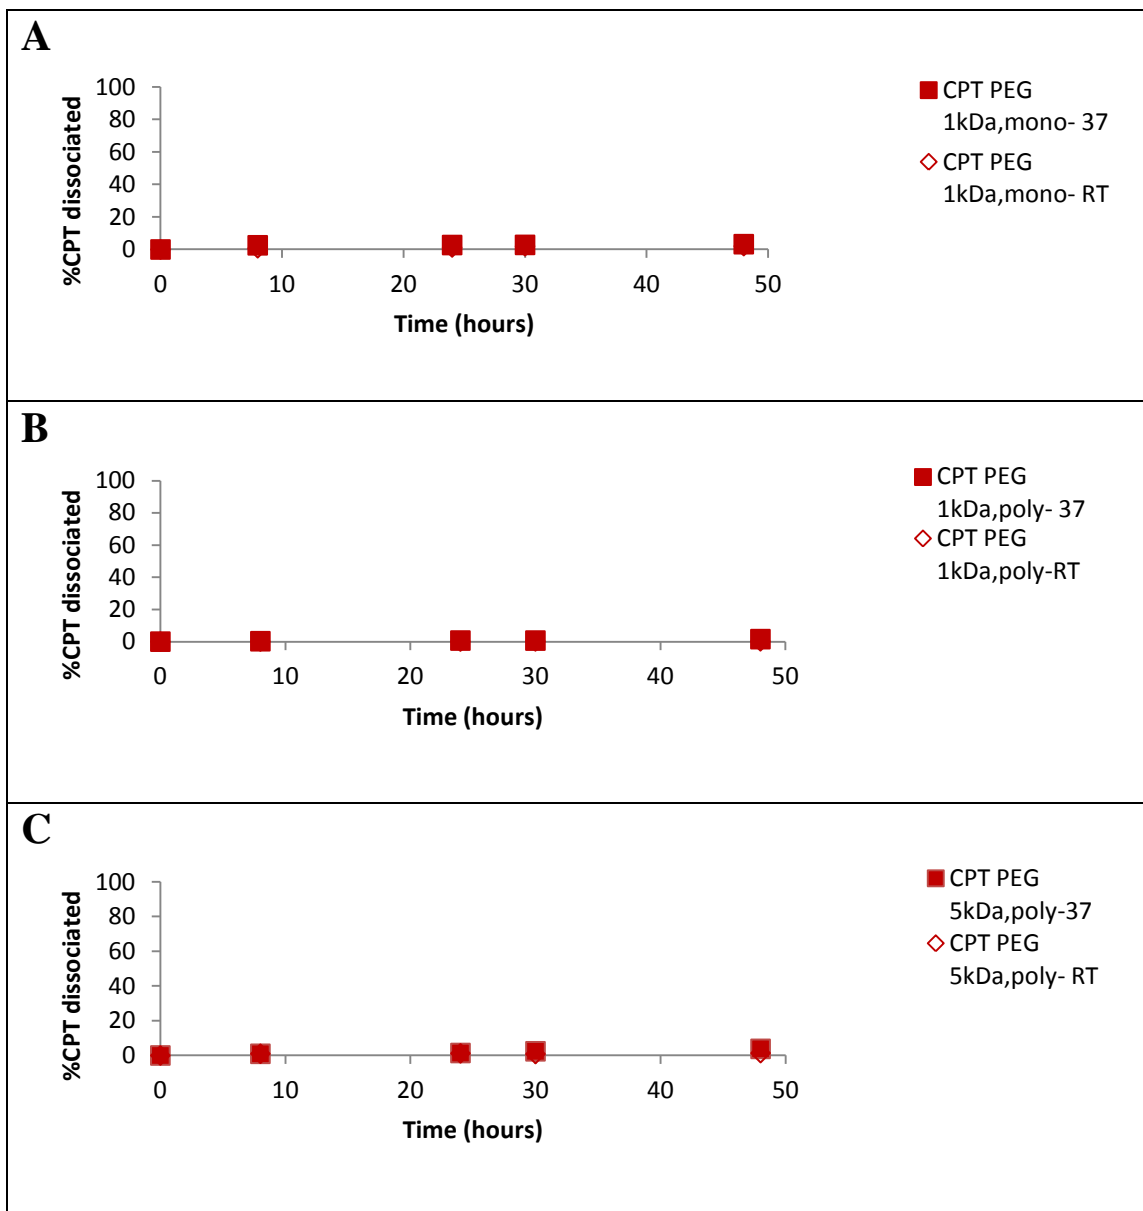 A
%CPT dissociated
100
80
60
40
20
0
0 10 20 30 40 50
Time (hours)
CPT PEG
1kDa,mono- 37
CPT PEG
1kDa,mono- RT
B
%CPT dissociated
100
80
60
40
20
0
0 10 20 30 40 50
Time (hours)
CPT PEG
1kDa,poly- 37
CPT PEG
1kDa,poly-RT
C
%CPT dissociated
100
80
60
40
20
0
0 10 20 30 40 50
Time (hours)
CPT PEG
5kDa,poly-37
CPT PEG
5kDa,poly- RT